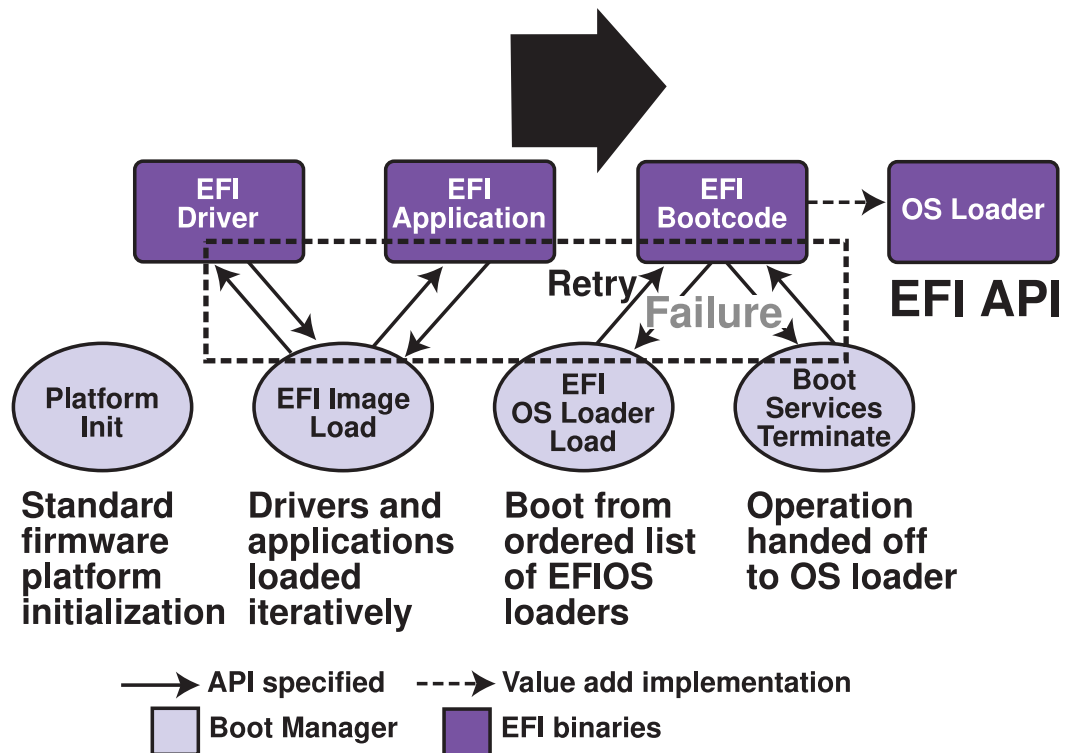 EFI
Driver
EFI
Application
EFI
Bootcode
OS Loader
EFI API
Retry
Failure
Platform
Init
EFI Image
Load
EFI
OS Loader
Load
Boot
Services
Terminate
Standard
firmware
platform
initialization
Drivers and
applications
loaded
iteratively
Boot from
ordered list
of EFIOS
loaders
Operation
handed off
to OS loader
API specified
Value add implementation
Boot Manager
EFI binaries